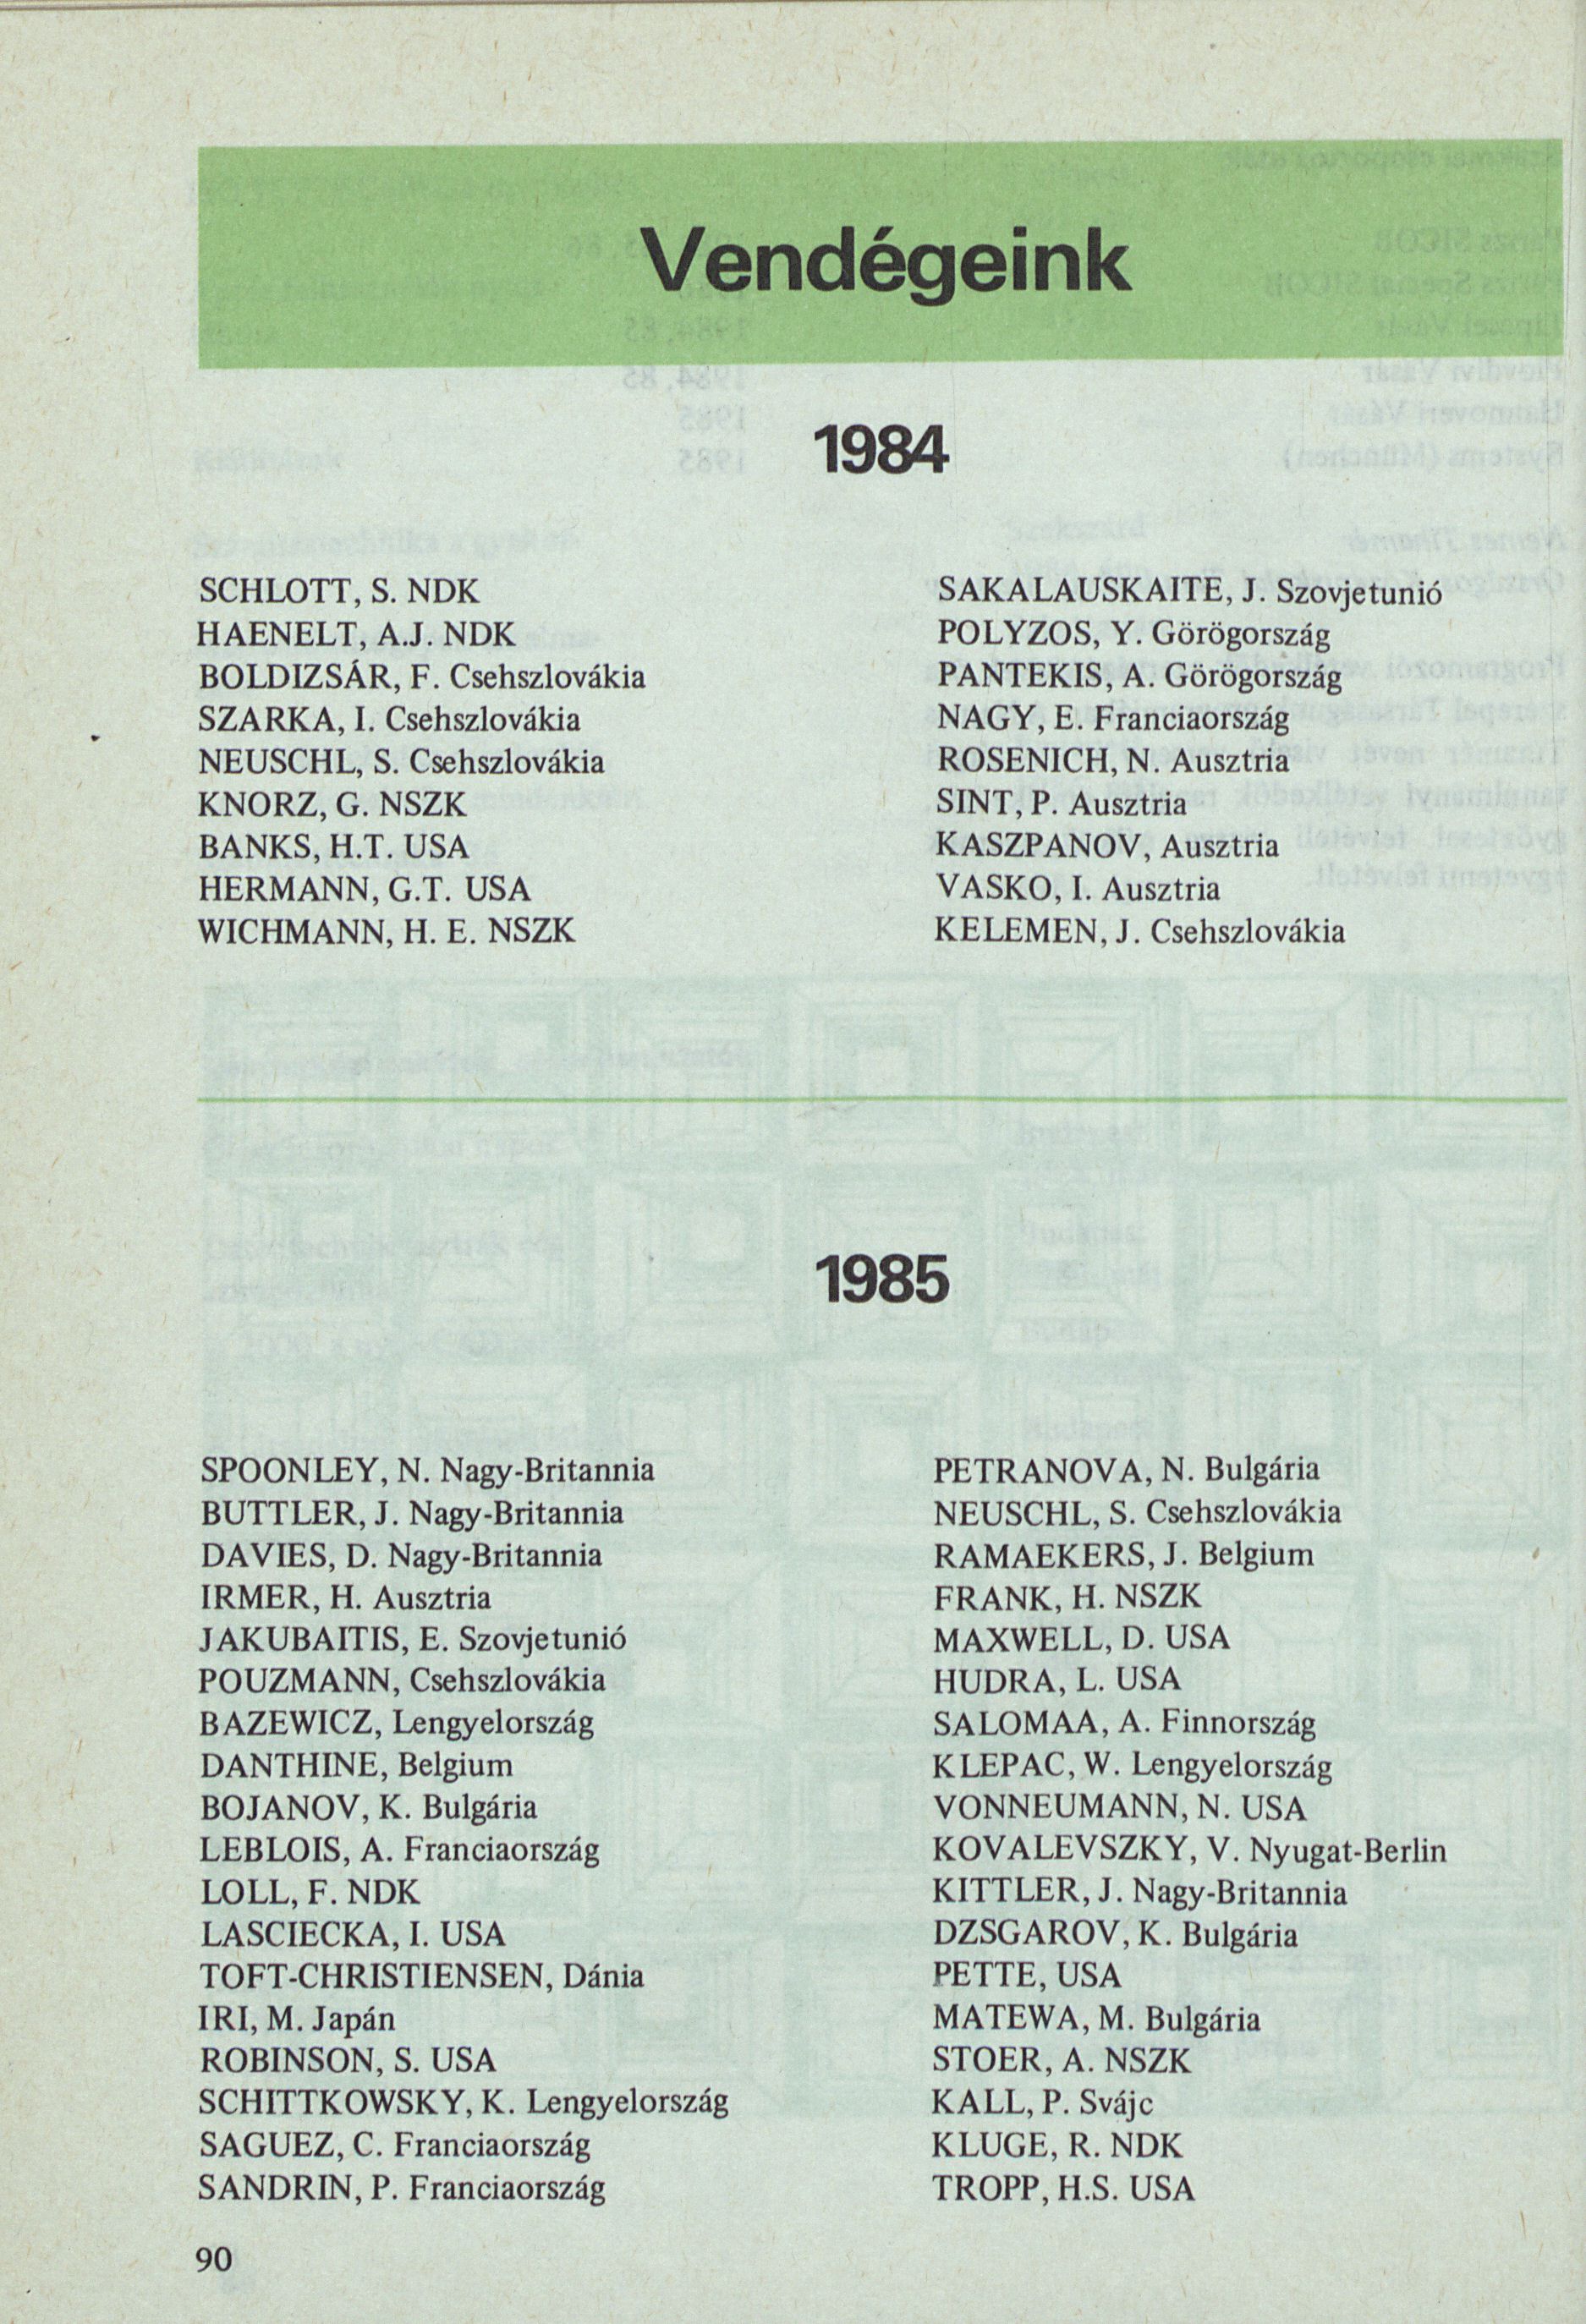 Vendégeink
1984
SCHLOTT, S. NDK
HAENELT, A.J. NDK
BOLDIZSÁR, F. Csehszlovákia
SZARKA, I. Csehszlovákia
NEUSCHL, S. Csehszlovákia
KNORZ, G. NSZK
BANKS, H.T. USA
HERMANN, G.T. USA
WICHMANN, H. E. NSZK
SAKALAUSKAITE, J. Szovjetunió
POLYZOS, Y. Görögország
PANTEKIS, A. Görögország
NAGY, E. Franciaország
ROSENICH, N. Ausztria
SINT, P. Ausztria
KASZPANOV, Ausztria
VASKO, I. Ausztria
KELEMEN, J. Csehszlovákia
1985
SPOONLEY, N. Nagy-Britannia
BUTTLER, J. Nagy-Britannia
DAVIES, D. Nagy-Britannia
IRMER, H. Ausztria
JAKUBAITIS, E. Szovjetunió
POUZMANN, Csehszlovákia
BAZEWICZ, Lengyelország
DANTHINE, Belgium
BOJANOV, K. Bulgária
LEBLOIS, A. Franciaország
LOLL, F. NDK
LASCIECKA, I. USA
TOFT-CHRISTIENSEN, Dánia
IRI, M. Japán
ROBINSON, S. USA
SCHITTKOWSKY, K. Lengyelország
SAGUEZ, C. Franciaország
SANDRIN, P. Franciaország
PETRANOVA, N. Bulgária
NEUSCHL, S. Csehszlovákia
RAMAEKERS, J. Belgium
FRANK, H. NSZK
MAXWELL, D. USA
HUDRA, L. USA
SALOMAA, A. Finnország
KLEPAC, W. Lengyelország
VONNEUMANN, N. USA
KOVALEVSZKY, V. Nyugat-Berlin
KITTLER, J. Nagy-Britannia
DZSGAROV, K. Bulgária
PETTE, USA
MATEWA, M. Bulgária
STOER, A. NSZK
KALL, P. Svájc
KLUGE, R. NDK
TROPP, H.S. USA
90